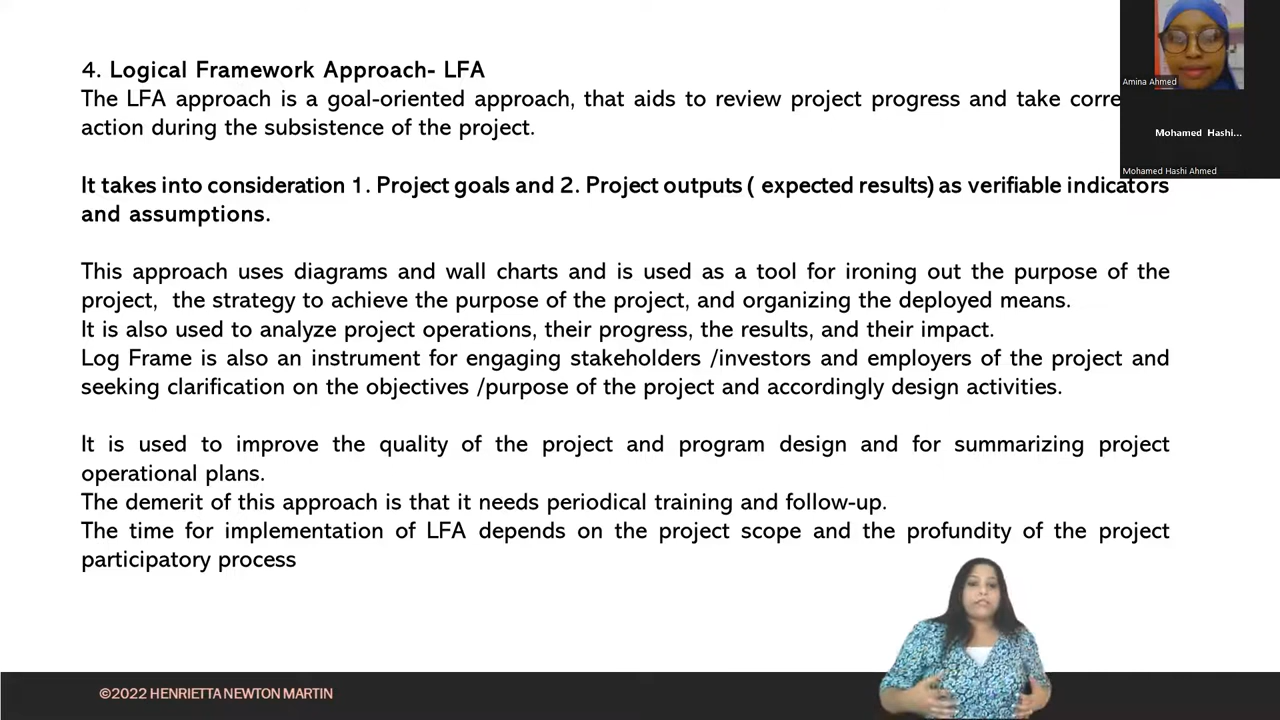 4. Logical Framework Approach- LFA
The LFA approach is a goal-oriented approach, that aids to review project progress and take corre
action during the subsistence of the project.
It takes into consideration 1. Project goals and 2. Project outputs ( expected results) as verifiable indicators
and assumptions.
This approach uses diagrams and wall charts and is used as a tool for ironing out the purpose of the
project, the strategy to achieve the purpose of the project, and organizing the deployed means.
It is also used to analyze project operations, their progress, the results, and their impact.
Log Frame is also an instrument for engaging stakeholders /investors and employers of the project and
seeking clarification on the objectives /purpose of the project and accordingly design activities.
It is used to improve the quality of the project and program design and for summarizing project
operational plans.
The demerit of this approach is that it needs periodical training and follow-up.
The time for implementation of LFA depends on the project scope and the profundity of the project
participatory process
©2022 HENRIETTA NEWTON MARTIN
Amina Ahmed
Mohamed Hashi...
Mohamed Hashi Ahmed